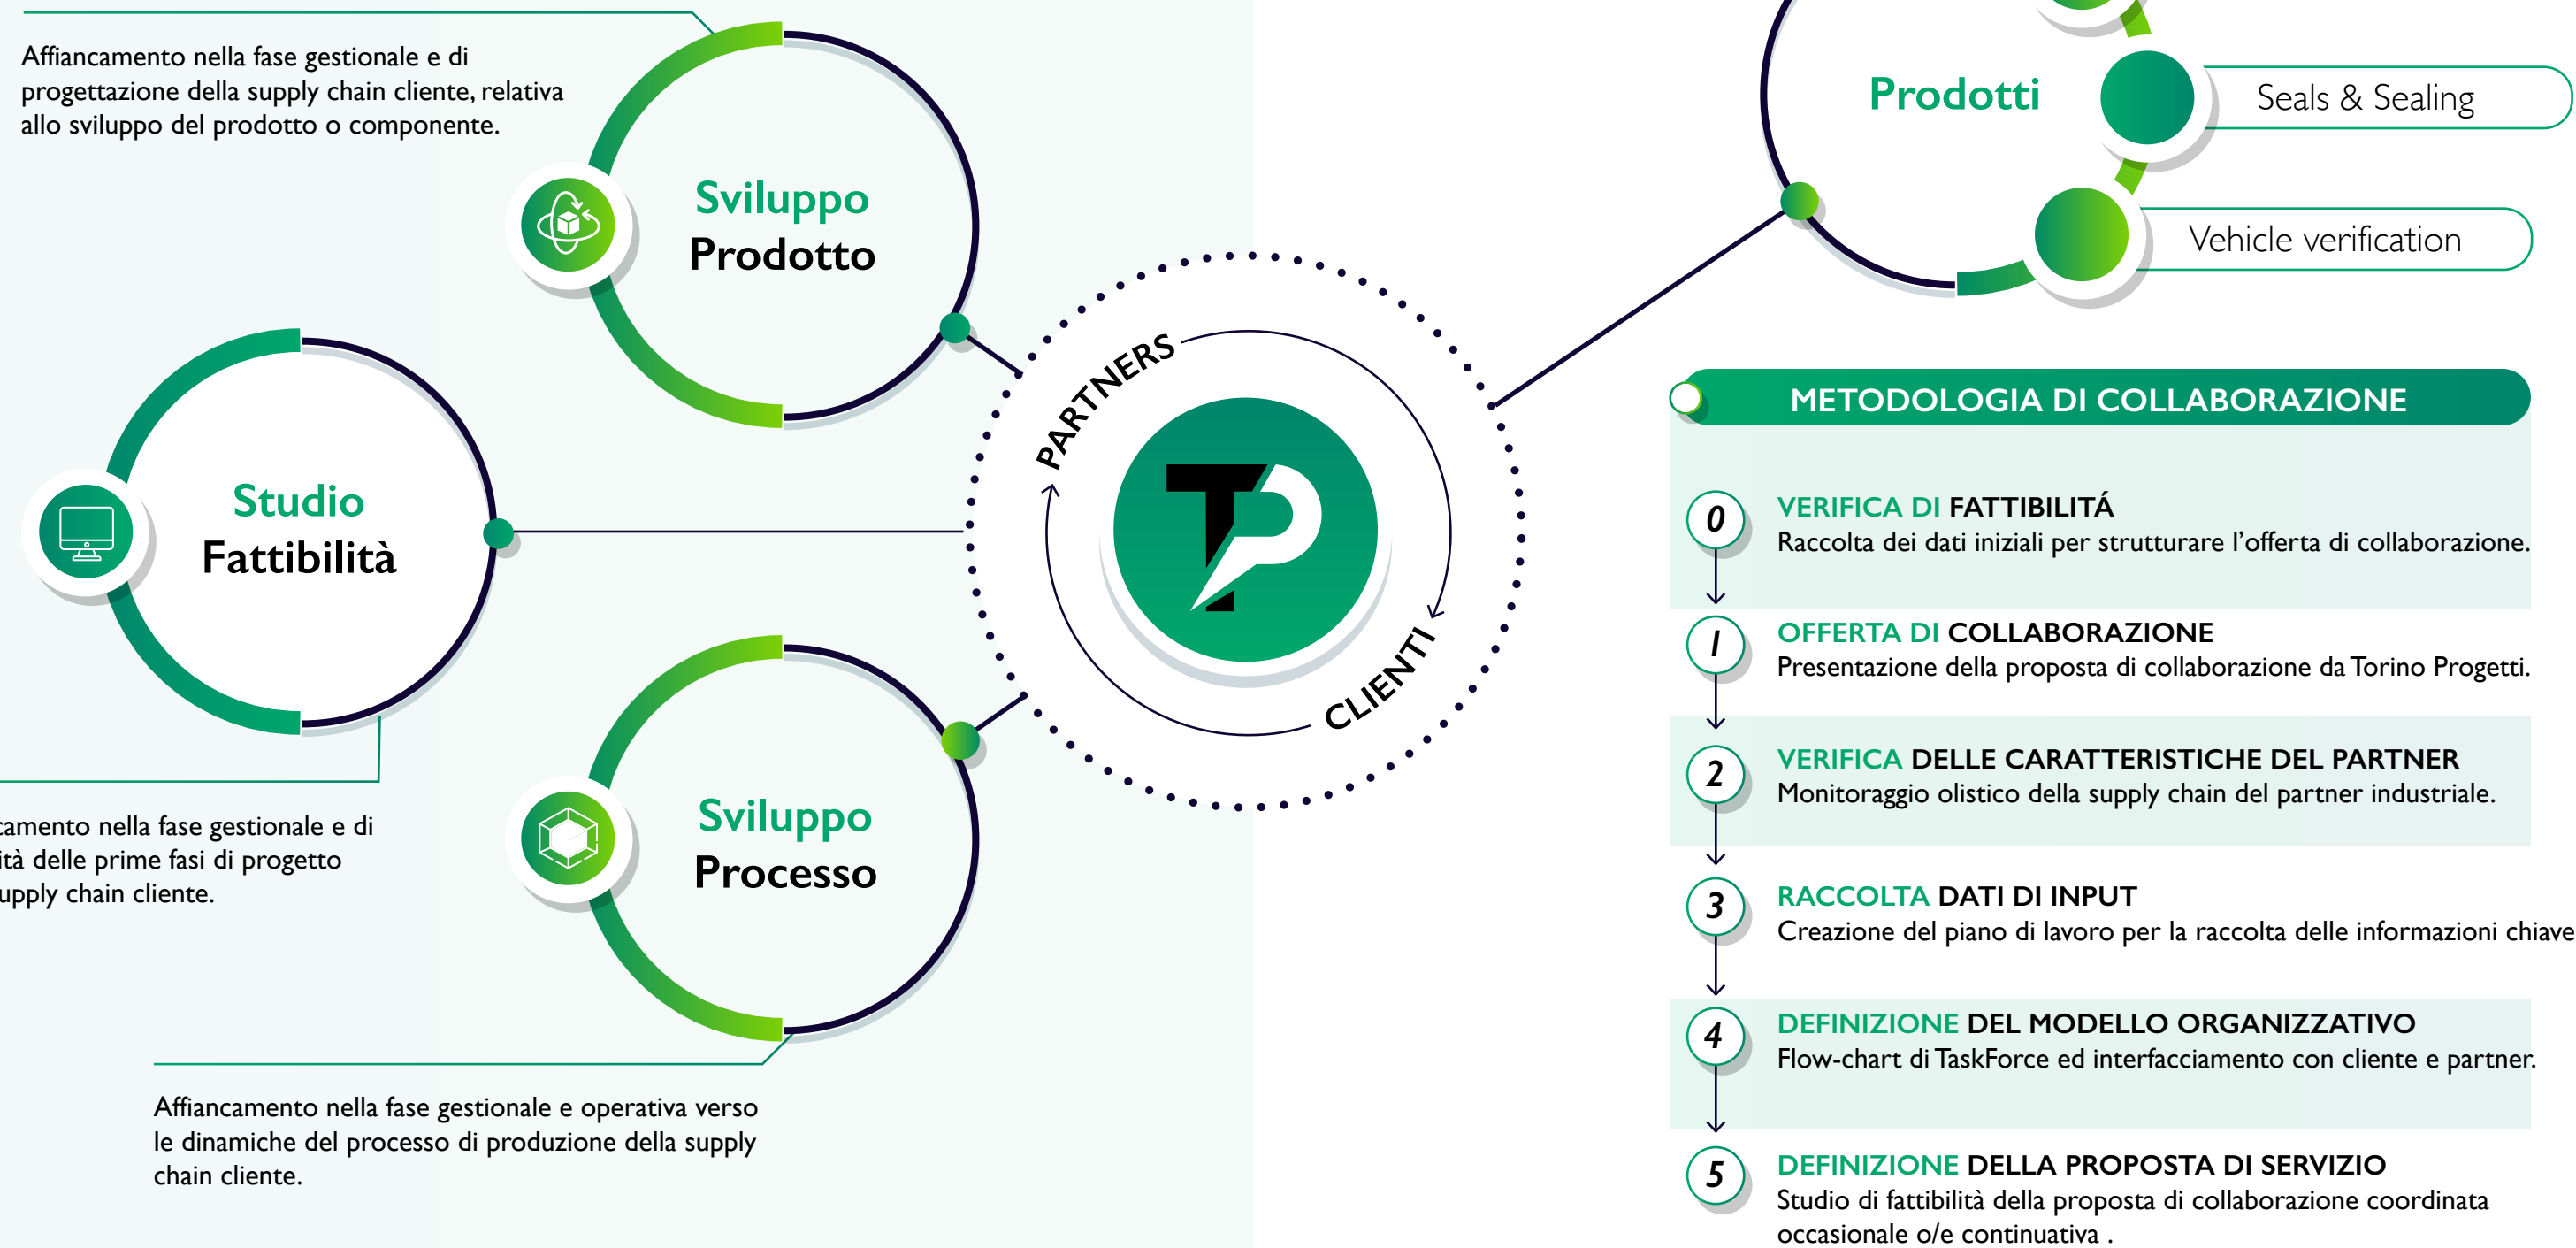 Affiancamento nella fase gestionale e di
progettazione della supply chain cliente, relativa
allo sviluppo del prodotto o componente.
Sviluppo
Prodotto
Studio
Fattibilità
camento nella fase gestionale e di
ità delle prime fasi di progetto
upply chain cliente.
Sviluppo
Processo
Affiancamento nella fase gestionale e operativa verso
le dinamiche del processo di produzione della supply
chain cliente.
PARTNERS
TP
CLIENTI
Prodotti
Seals & Sealing
Vehicle verification
METODOLOGIA DI COLLABORAZIONE
0
VERIFICA DI FATTIBILITÁ
Raccolta dei dati iniziali per strutturare l’offerta di collaborazione.
1
OFFERTA DI COLLABORAZIONE
Presentazione della proposta di collaborazione da Torino Progetti.
2
VERIFICA DELLE CARATTERISTICHE DEL PARTNER
Monitoraggio olistico della supply chain del partner industriale.
3
RACCOLTA DATI DI INPUT
Creazione del piano di lavoro per la raccolta delle informazioni chiave
4
DEFINIZIONE DEL MODELLO ORGANIZZATIVO
Flow-chart di TaskForce ed interfacciamento con cliente e partner.
5
DEFINIZIONE DELLA PROPOSTA DI SERVIZIO
Studio di fattibilità della proposta di collaborazione coordinata
occasionale o/e continuativa .